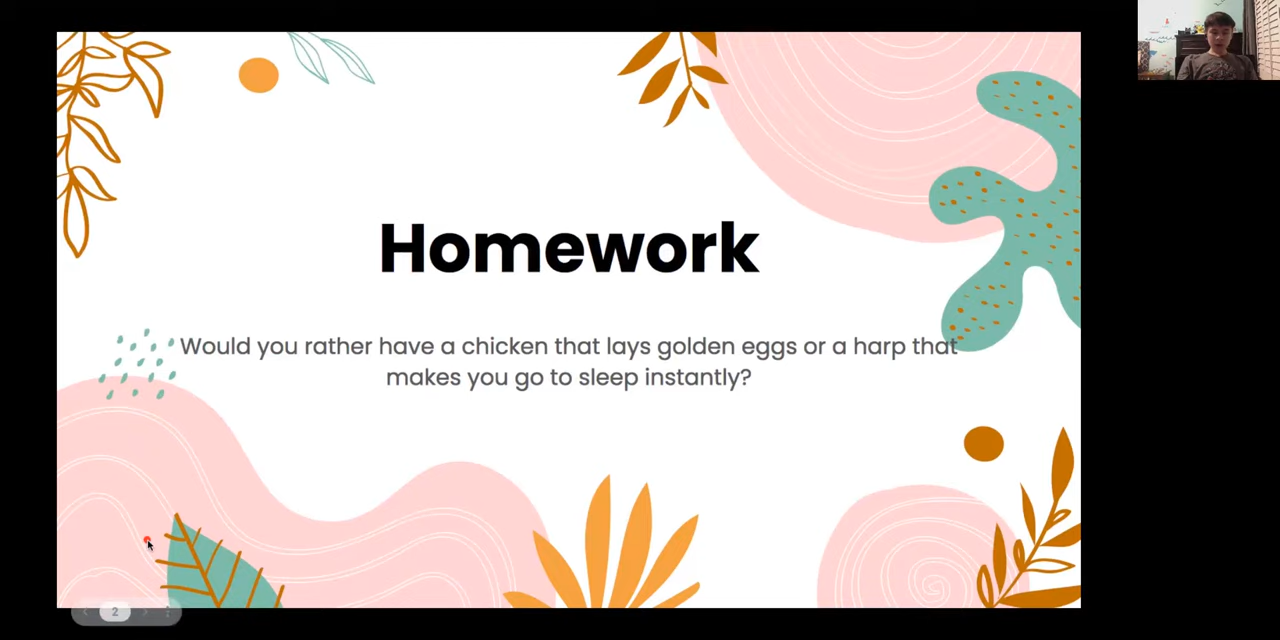 Homework
Would you rather have a chicken that lays golden eggs or a harp that
makes you go to sleep instantly?
2